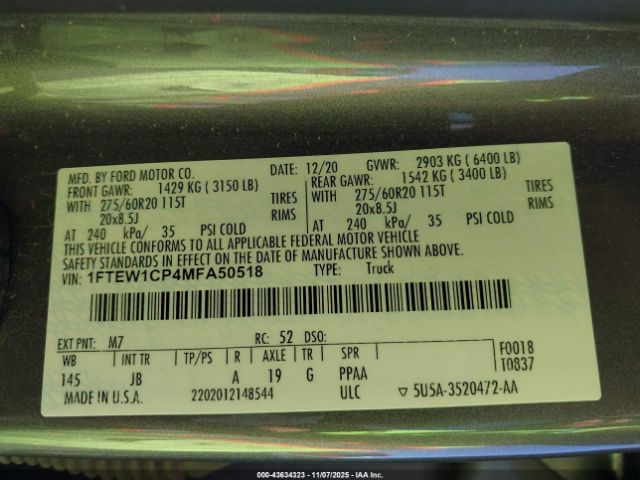 MFD. BY FORD MOTOR CO. DATE: 12/20 GVWR: 2903 KG ( 6400 LB)
FRONT GAWR: 1429 KG ( 3150 LB) REAR GAWR: 1542 KG ( 3400 LB)
WITH 275/60R20 115T TIRES WITH 275/60R20 115T TIRES
20x8.5J RIMS 20x8.5J RIMS
AT 240 kPa/ 35 PSI COLD AT 240 kPa/ 35 PSI COLD
THIS VEHICLE CONFORMS TO ALL APPLICABLE FEDERAL MOTOR VEHICLE
SAFETY STANDARDS IN EFFECT ON THE DATE OF MANUFACTURE SHOWN ABOVE.
VIN: 1FTEW1CP4MFA50518 TYPE: Truck
EXT PNT: M7 RC: 52 DSO: F0018
WB INT TR TP/PS R AXLE TR SPR T0837
145 JB A 19 G PPAA
MADE IN U.S.A. 2202012148544 ULC ▽ 5U5A-3520472-AA
000-43634323 - 11/07/2025 - IPAA